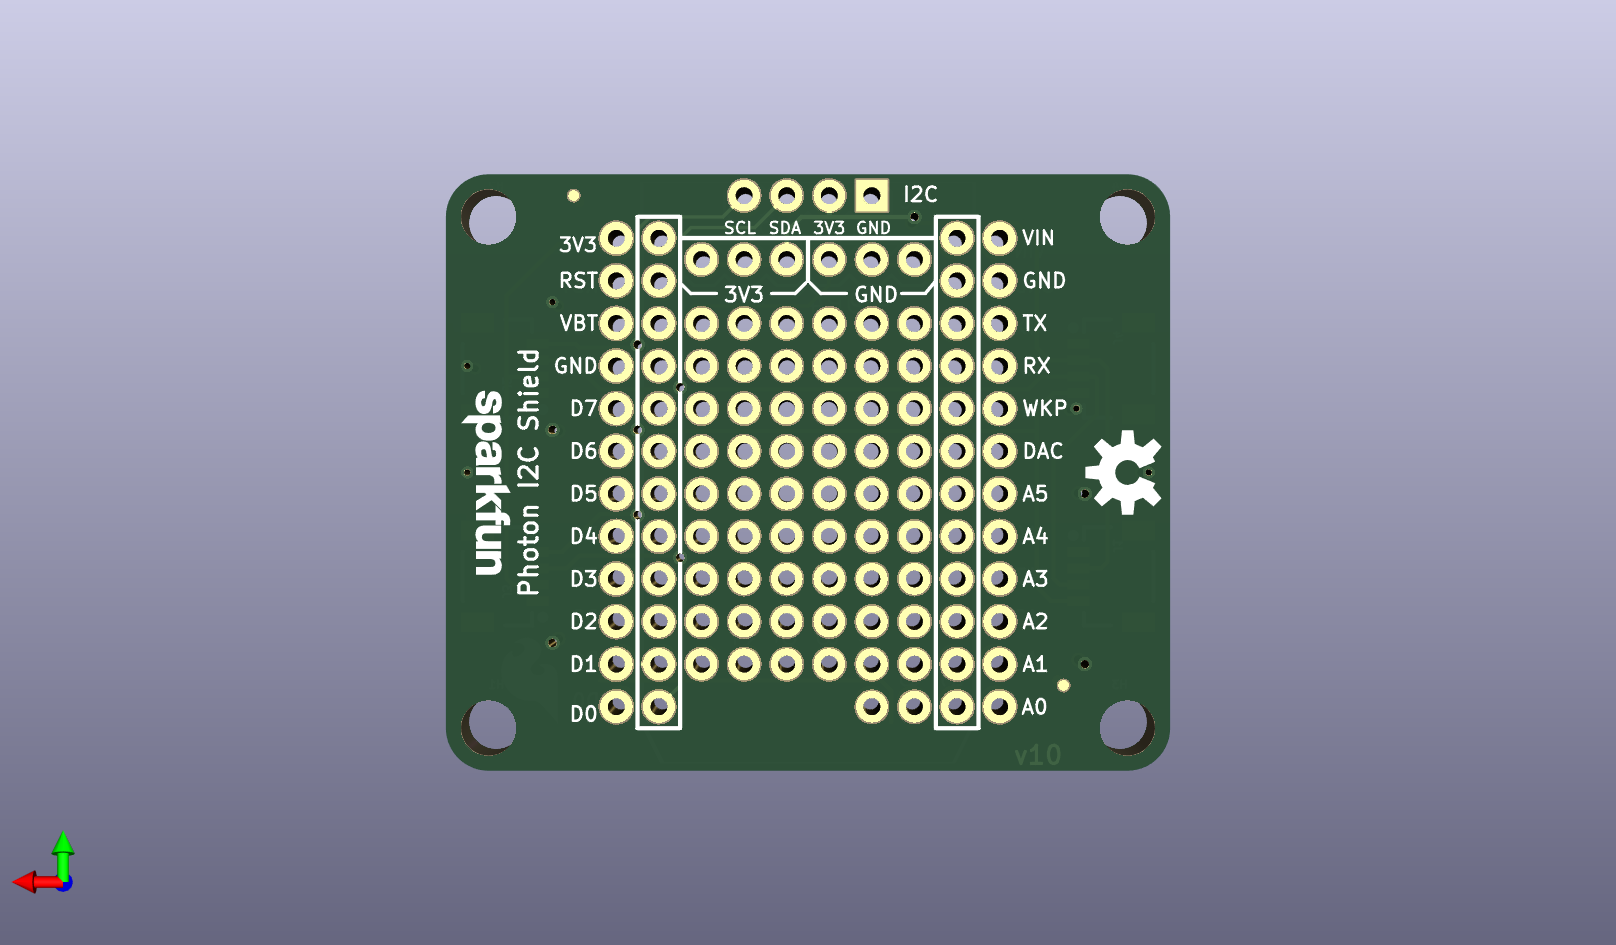 I2C
SCL SDA 3V3 GND
3V3
RST
VBT
GND
D7
D6
D5
D4
D3
D2
D1
D0
3V3
GND
VIN
GND
TX
RX
WKP
DAC
A5
A4
A3
A2
A1
A0
sparkfun
Photon I2C Shield
v10